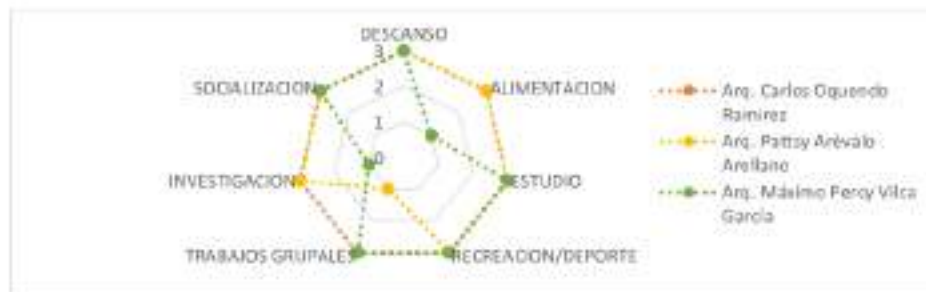 DESCANSO
3
SOCIALIZACION
2
ALIMENTACION
1
0
INVESTIGACION
ESTUDIO
TRABAJOS GRUPALES
RECREACION/DEPORTE
Arq. Carlos Oquendo
Ramirez
Arq. Pattsy Arévalo
Arellano
Arq. Máximo Percy Vilca
García